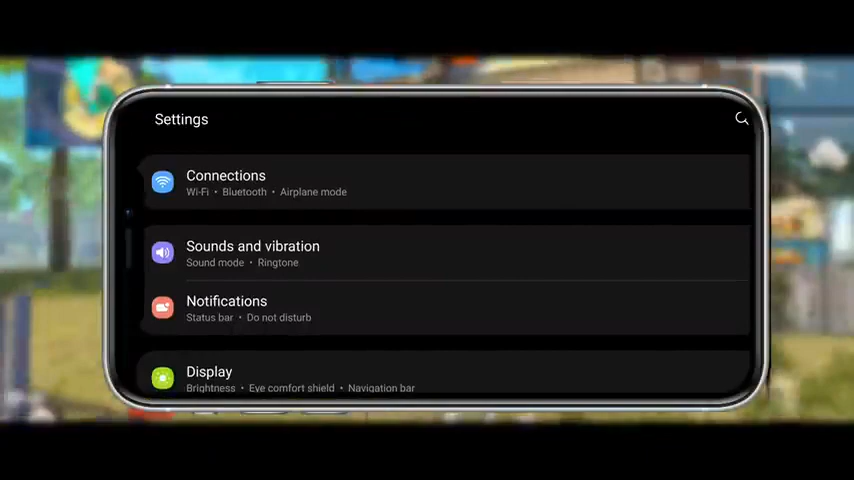 Settings
Connections
Wi-Fi • Bluetooth • Airplane mode
Sounds and vibration
Sound mode • Ringtone
Notifications
Status bar • Do not disturb
Display
Brightness • Eye comfort shield • Navigation bar